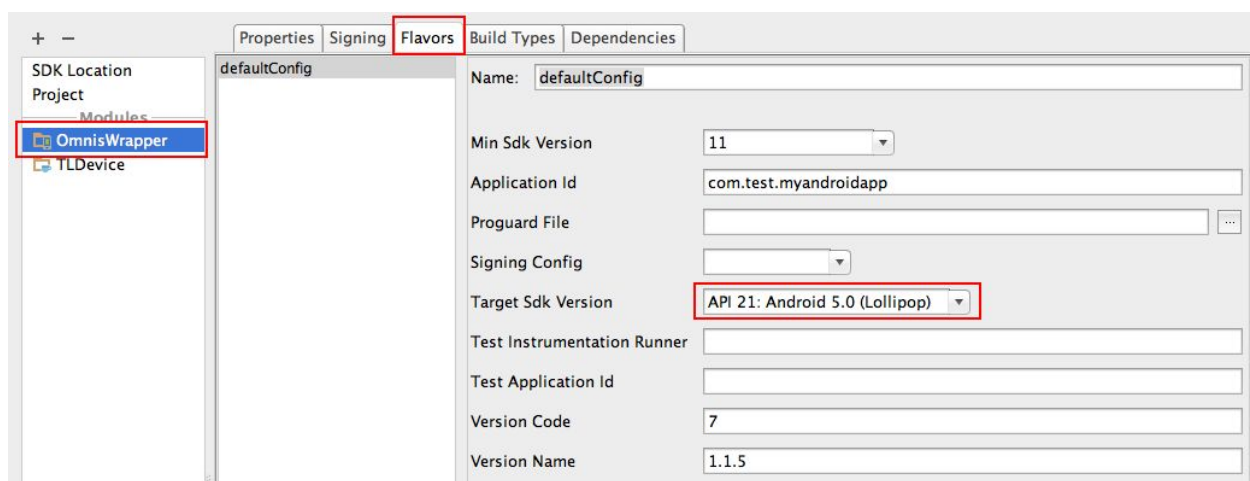 + −
Properties Signing Flavors Build Types Dependencies
SDK Location
Project
Modules
OmnisWrapper
TLDevice
defaultConfig
Name: defaultConfig
Min Sdk Version 11
Application Id com.test.myandroidapp
Proguard File ...
Signing Config
Target Sdk Version API 21: Android 5.0 (Lollipop)
Test Instrumentation Runner
Test Application Id
Version Code 7
Version Name 1.1.5